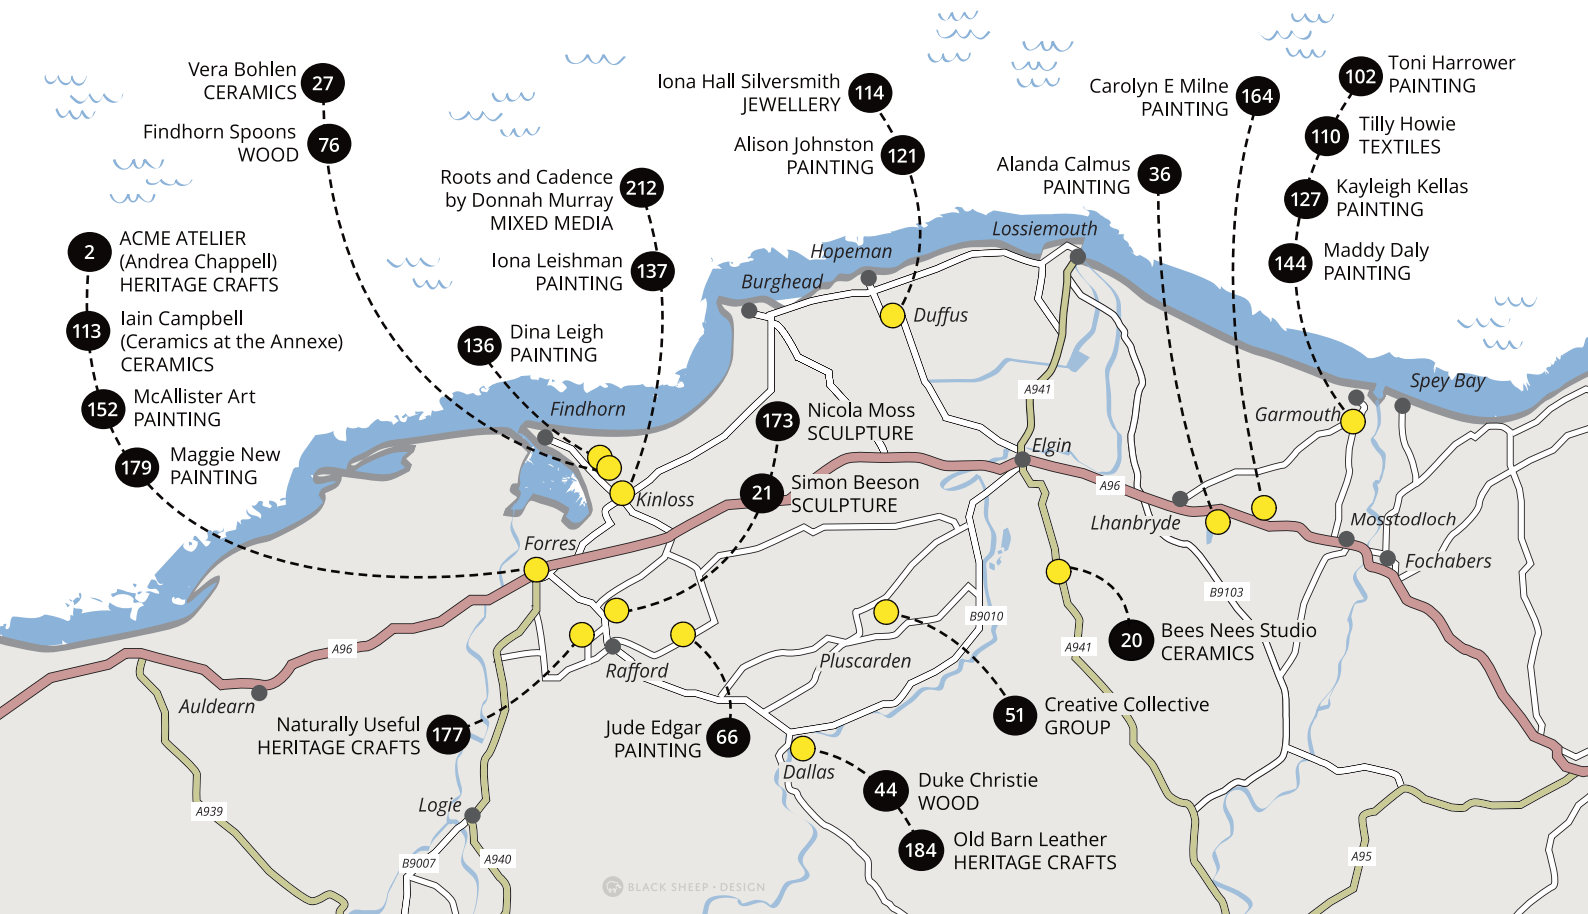 Vera Bohlen
CERAMICS
27
Findhorn Spoons
WOOD
76
2
ACME ATELIER
(Andrea Chappell)
HERITAGE CRAFTS
113
Iain Campbell
(Ceramics at the Annexe)
CERAMICS
152
McAllister Art
PAINTING
179
Maggie New
PAINTING
Roots and Cadence
by Donnah Murray
MIXED MEDIA
212
Iona Leishman
PAINTING
137
136
Dina Leigh
PAINTING
Iona Hall Silversmith
JEWELLERY
114
Alison Johnston
PAINTING
121
Carolyn E Milne
PAINTING
164
Alanda Calmus
PAINTING
36
102
Toni Harrower
PAINTING
110
Tilly Howie
TEXTILES
127
Kayleigh Kellas
PAINTING
144
Maddy Daly
PAINTING
Lossiemouth
Hopeman
Burghead
Duffus
Findhorn
173
Nicola Moss
SCULPTURE
21
Simon Beeson
SCULPTURE
A941
Spey Bay
Garmouth
Elgin
A96
Kinloss
Lhanbryde
Mosstodloch
Forres
Fochabers
B9103
B9010
20
Bees Nees Studio
CERAMICS
A96
A941
Rafford
Pluscarden
Auldearn
51
Creative Collective
GROUP
Naturally Useful
HERITAGE CRAFTS
177
Jude Edgar
PAINTING
66
Dallas
44
Duke Christie
WOOD
184
Old Barn Leather
HERITAGE CRAFTS
Logie
A939
B9007
A940
A95
BLACK SHEEP • DESIGN